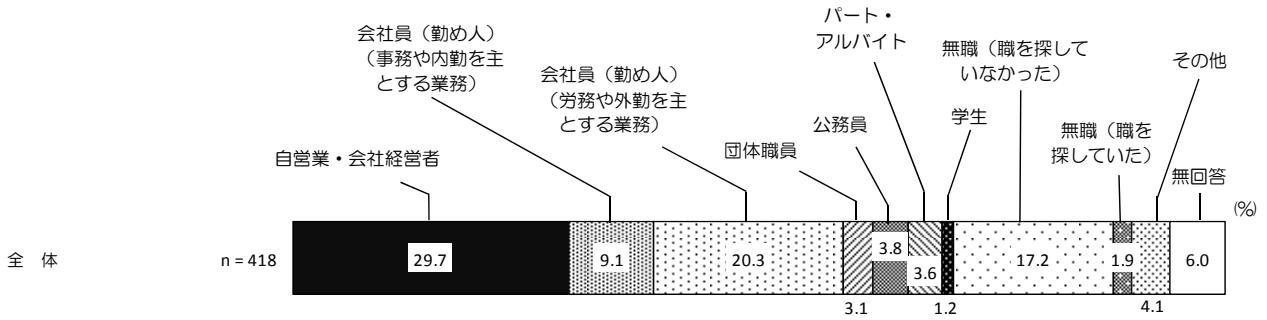 パート・
アルバイト
会社員（勤め人）
（事務や内勤を主
とする業務）
無職（職を探して
いなかった）
その他
会社員（勤め人）
（労務や外勤を主
とする業務）
公務員
学生
無職（職を
探していた）
団体職員
自営業・会社経営者
無回答
(%)
全　体
n = 418
29.7
9.1
20.3
3.1
3.8
3.6
1.2
17.2
1.9
4.1
6.0